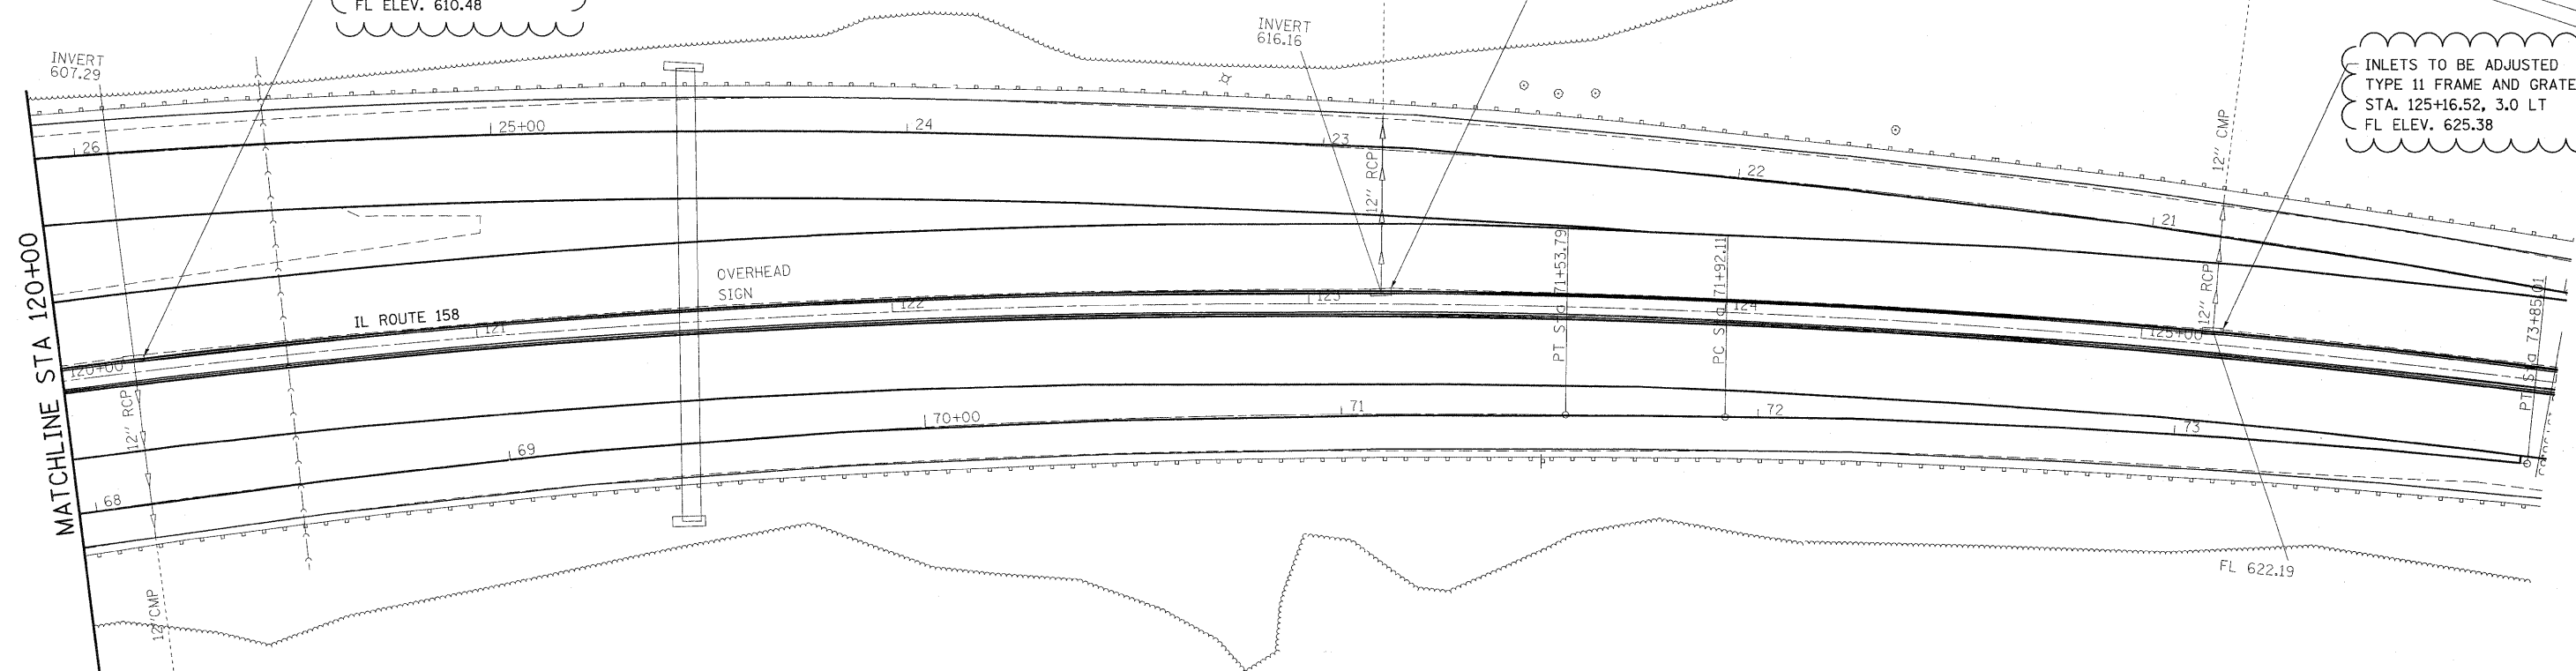 FL ELEV. 610.48
INVERT
607.29
INVERT
616.16
INLETS TO BE ADJUSTED
TYPE 11 FRAME AND GRATE
STA. 125+16.52, 3.0 LT
FL ELEV. 625.38
12" CMP
26
25+00
24
23
22
21
12" RCP
PT Sta 71+53.79
PC Sta 71+92.11
12" RCP
PT Sta 73+85.01
OVERHEAD
SIGN
IL ROUTE 158
120+00
121
122
123
124
125+00
MATCHLINE STA 120+00
12" RCP
68
69
70+00
71
72
73
FL 622.19
12" CMP